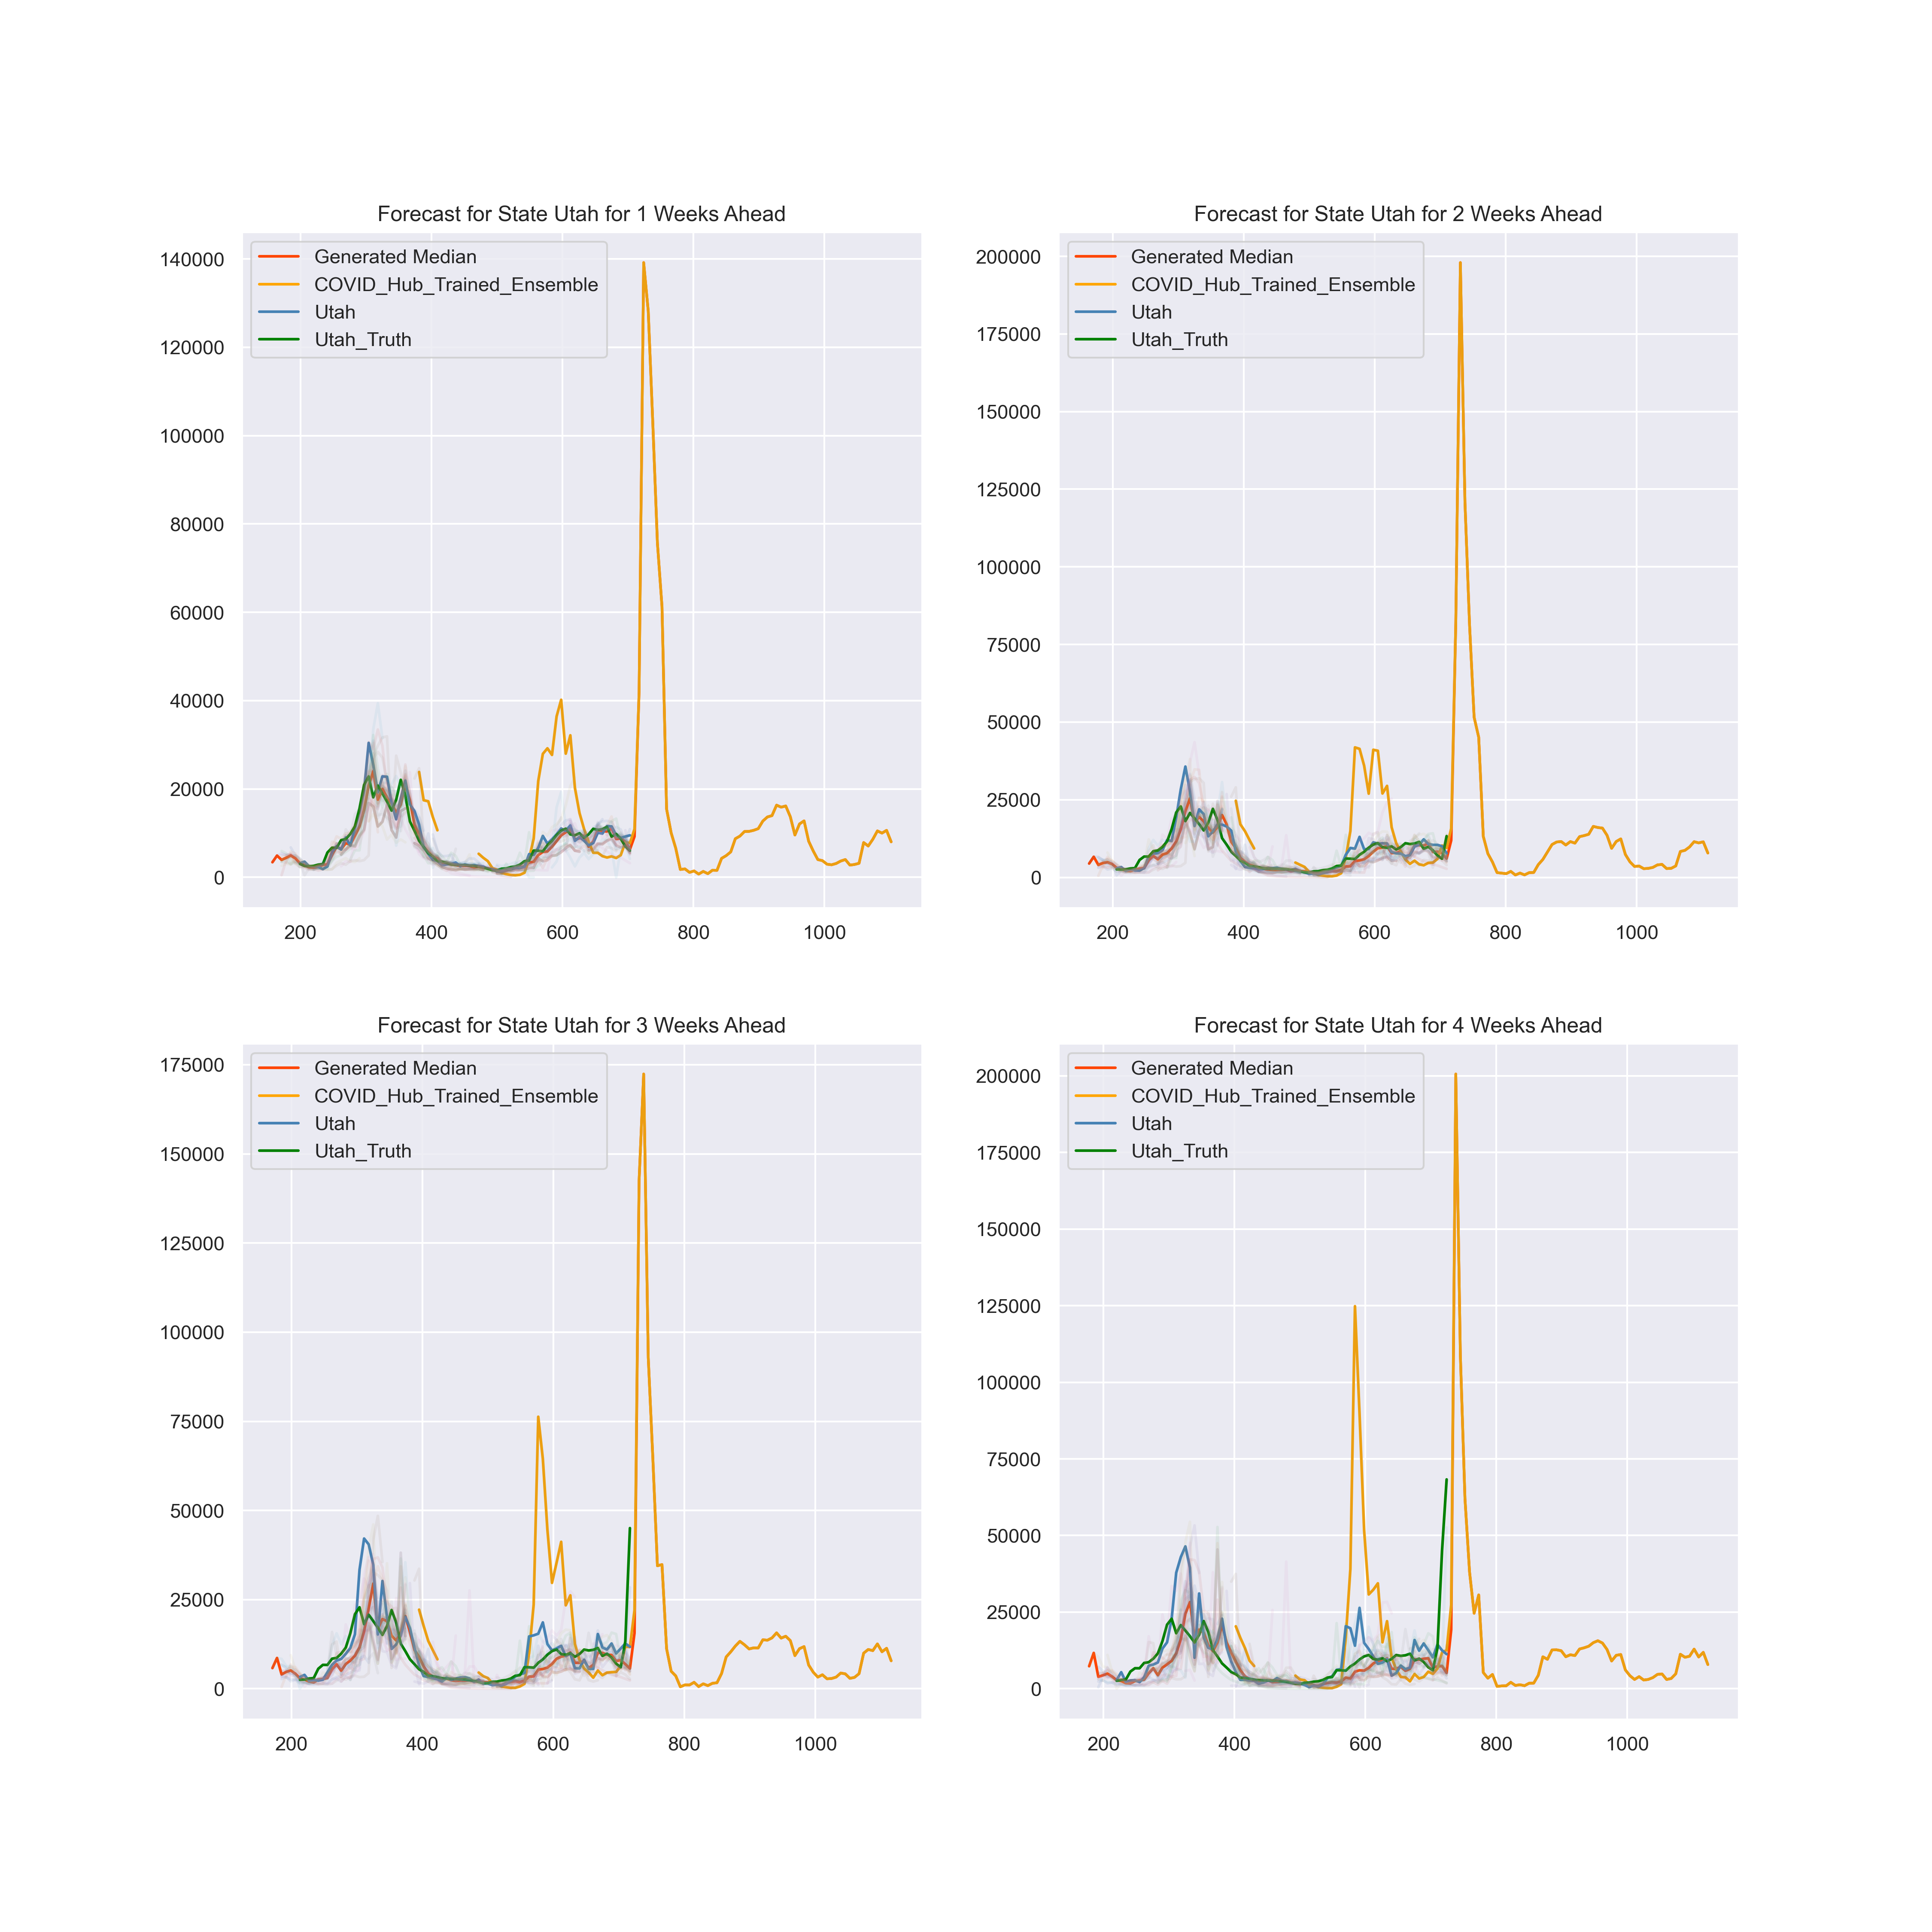 Forecast for State Utah for 1 Weeks Ahead
Generated Median
COVID_Hub_Trained_Ensemble
Utah
Utah_Truth
140000
120000
100000
80000
60000
40000
20000
0
200 400 600 800 1000
Forecast for State Utah for 2 Weeks Ahead
Generated Median
COVID_Hub_Trained_Ensemble
Utah
Utah_Truth
200000
175000
150000
125000
100000
75000
50000
25000
0
200 400 600 800 1000
Forecast for State Utah for 3 Weeks Ahead
Generated Median
COVID_Hub_Trained_Ensemble
Utah
Utah_Truth
175000
150000
125000
100000
75000
50000
25000
0
200 400 600 800 1000
Forecast for State Utah for 4 Weeks Ahead
Generated Median
COVID_Hub_Trained_Ensemble
Utah
Utah_Truth
200000
175000
150000
125000
100000
75000
50000
25000
0
200 400 600 800 1000